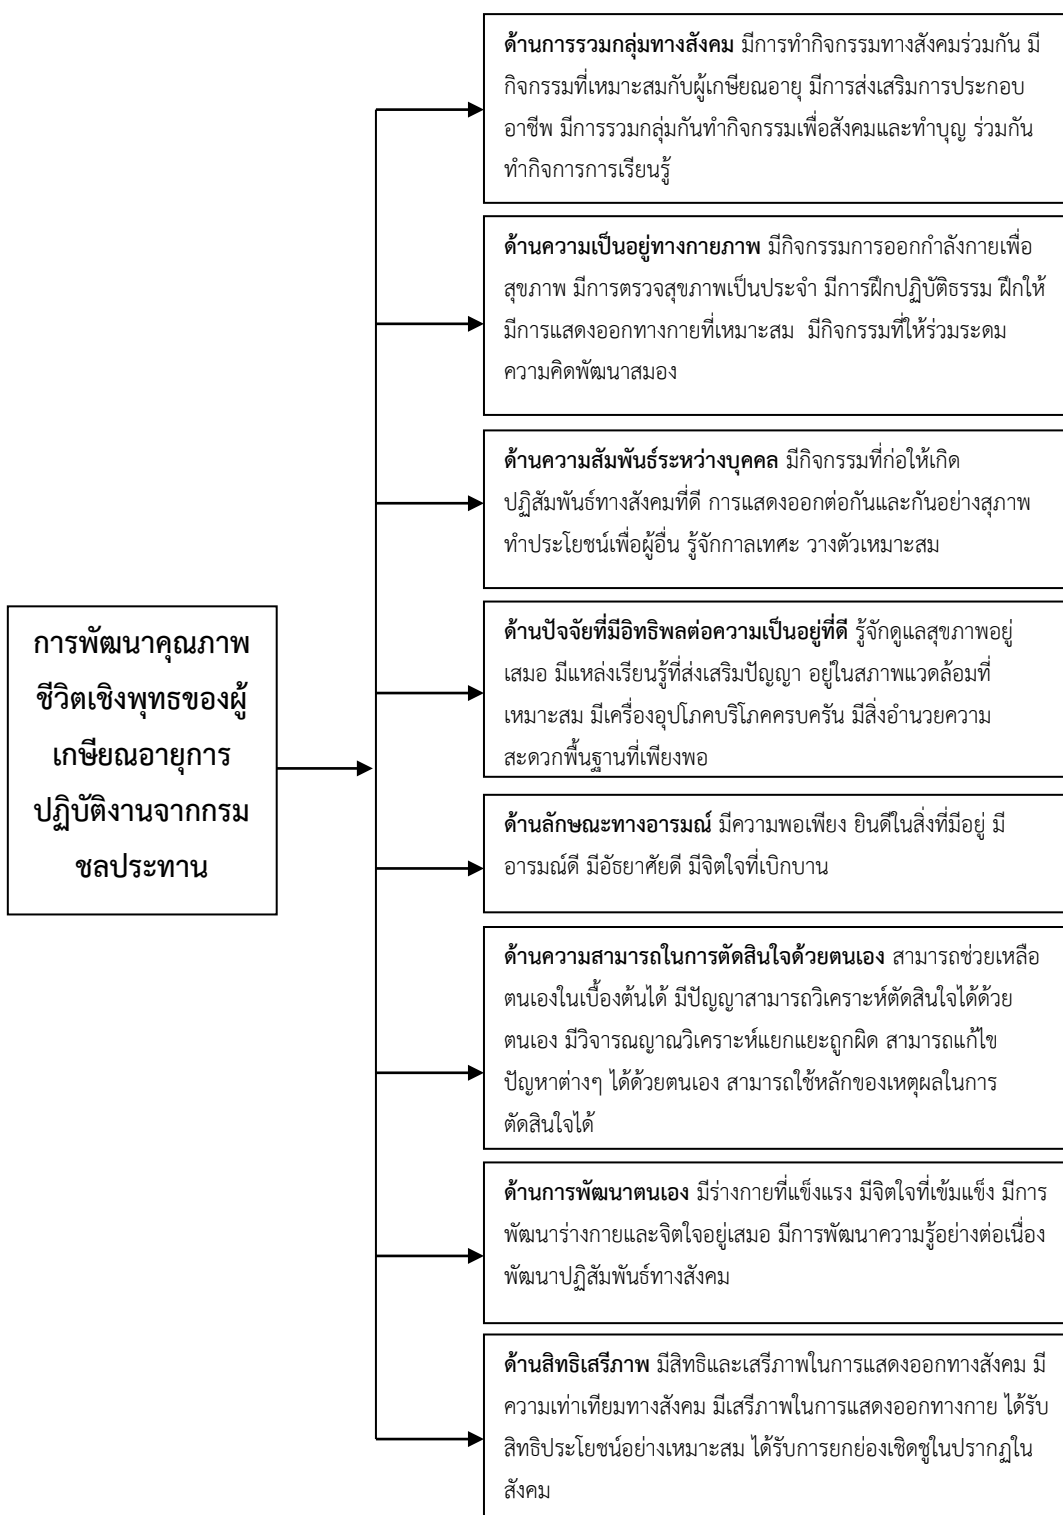 ด้านการรวมกลุ่มทางสังคม มีการทำกิจกรรมทางสังคมร่วมกัน มี
กิจกรรมที่เหมาะสมกับผู้เกษียณอายุ มีการส่งเสริมการประกอบ
อาชีพ มีการรวมกลุ่มกันทำกิจกรรมเพื่อสังคมและทำบุญ ร่วมกัน
ทำกิจการการเรียนรู้
ด้านความเป็นอยู่ทางกายภาพ มีกิจกรรมการออกกำลังกายเพื่อ
สุขภาพ มีการตรวจสุขภาพเป็นประจำ มีการฝึกปฏิบัติธรรม ฝึกให้
มีการแสดงออกทางกายที่เหมาะสม มีกิจกรรมที่ให้ร่วมระดม
ความคิดพัฒนาสมอง
ด้านความสัมพันธ์ระหว่างบุคคล มีกิจกรรมที่ก่อให้เกิด
ปฏิสัมพันธ์ทางสังคมที่ดี การแสดงออกต่อกันและกันอย่างสุภาพ
ทำประโยชน์เพื่อผู้อื่น รู้จักกาลเทศะ วางตัวเหมาะสม
การพัฒนาคุณภาพ
ชีวิตเชิงพุทธของผู้
เกษียณอายุการ
ปฏิบัติงานจากกรม
ชลประทาน
ด้านปัจจัยที่มีอิทธิพลต่อความเป็นอยู่ที่ดี รู้จักดูแลสุขภาพอยู่
เสมอ มีแหล่งเรียนรู้ที่ส่งเสริมปัญญา อยู่ในสภาพแวดล้อมที่
เหมาะสม มีเครื่องอุปโภคบริโภคครบครัน มีสิ่งอำนวยความ
สะดวกพื้นฐานที่เพียงพอ
ด้านลักษณะทางอารมณ์ มีความพอเพียง ยินดีในสิ่งที่มีอยู่ มี
อารมณ์ดี มีอัธยาศัยดี มีจิตใจที่เบิกบาน
ด้านความสามารถในการตัดสินใจด้วยตนเอง สามารถช่วยเหลือ
ตนเองในเบื้องต้นได้ มีปัญญาสามารถวิเคราะห์ตัดสินใจได้ด้วย
ตนเอง มีวิจารณญาณวิเคราะห์แยกแยะถูกผิด สามารถแก้ไข
ปัญหาต่างๆ ได้ด้วยตนเอง สามารถใช้หลักของเหตุผลในการ
ตัดสินใจได้
ด้านการพัฒนาตนเอง มีร่างกายที่แข็งแรง มีจิตใจที่เข้มแข็ง มีการ
พัฒนาร่างกายและจิตใจอยู่เสมอ มีการพัฒนาความรู้อย่างต่อเนื่อง
พัฒนาปฏิสัมพันธ์ทางสังคม
ด้านสิทธิเสรีภาพ มีสิทธิและเสรีภาพในการแสดงออกทางสังคม มี
ความเท่าเทียมทางสังคม มีเสรีภาพในการแสดงออกทางกาย ได้รับ
สิทธิประโยชน์อย่างเหมาะสม ได้รับการยกย่องเชิดชูในปรากฏใน
สังคม